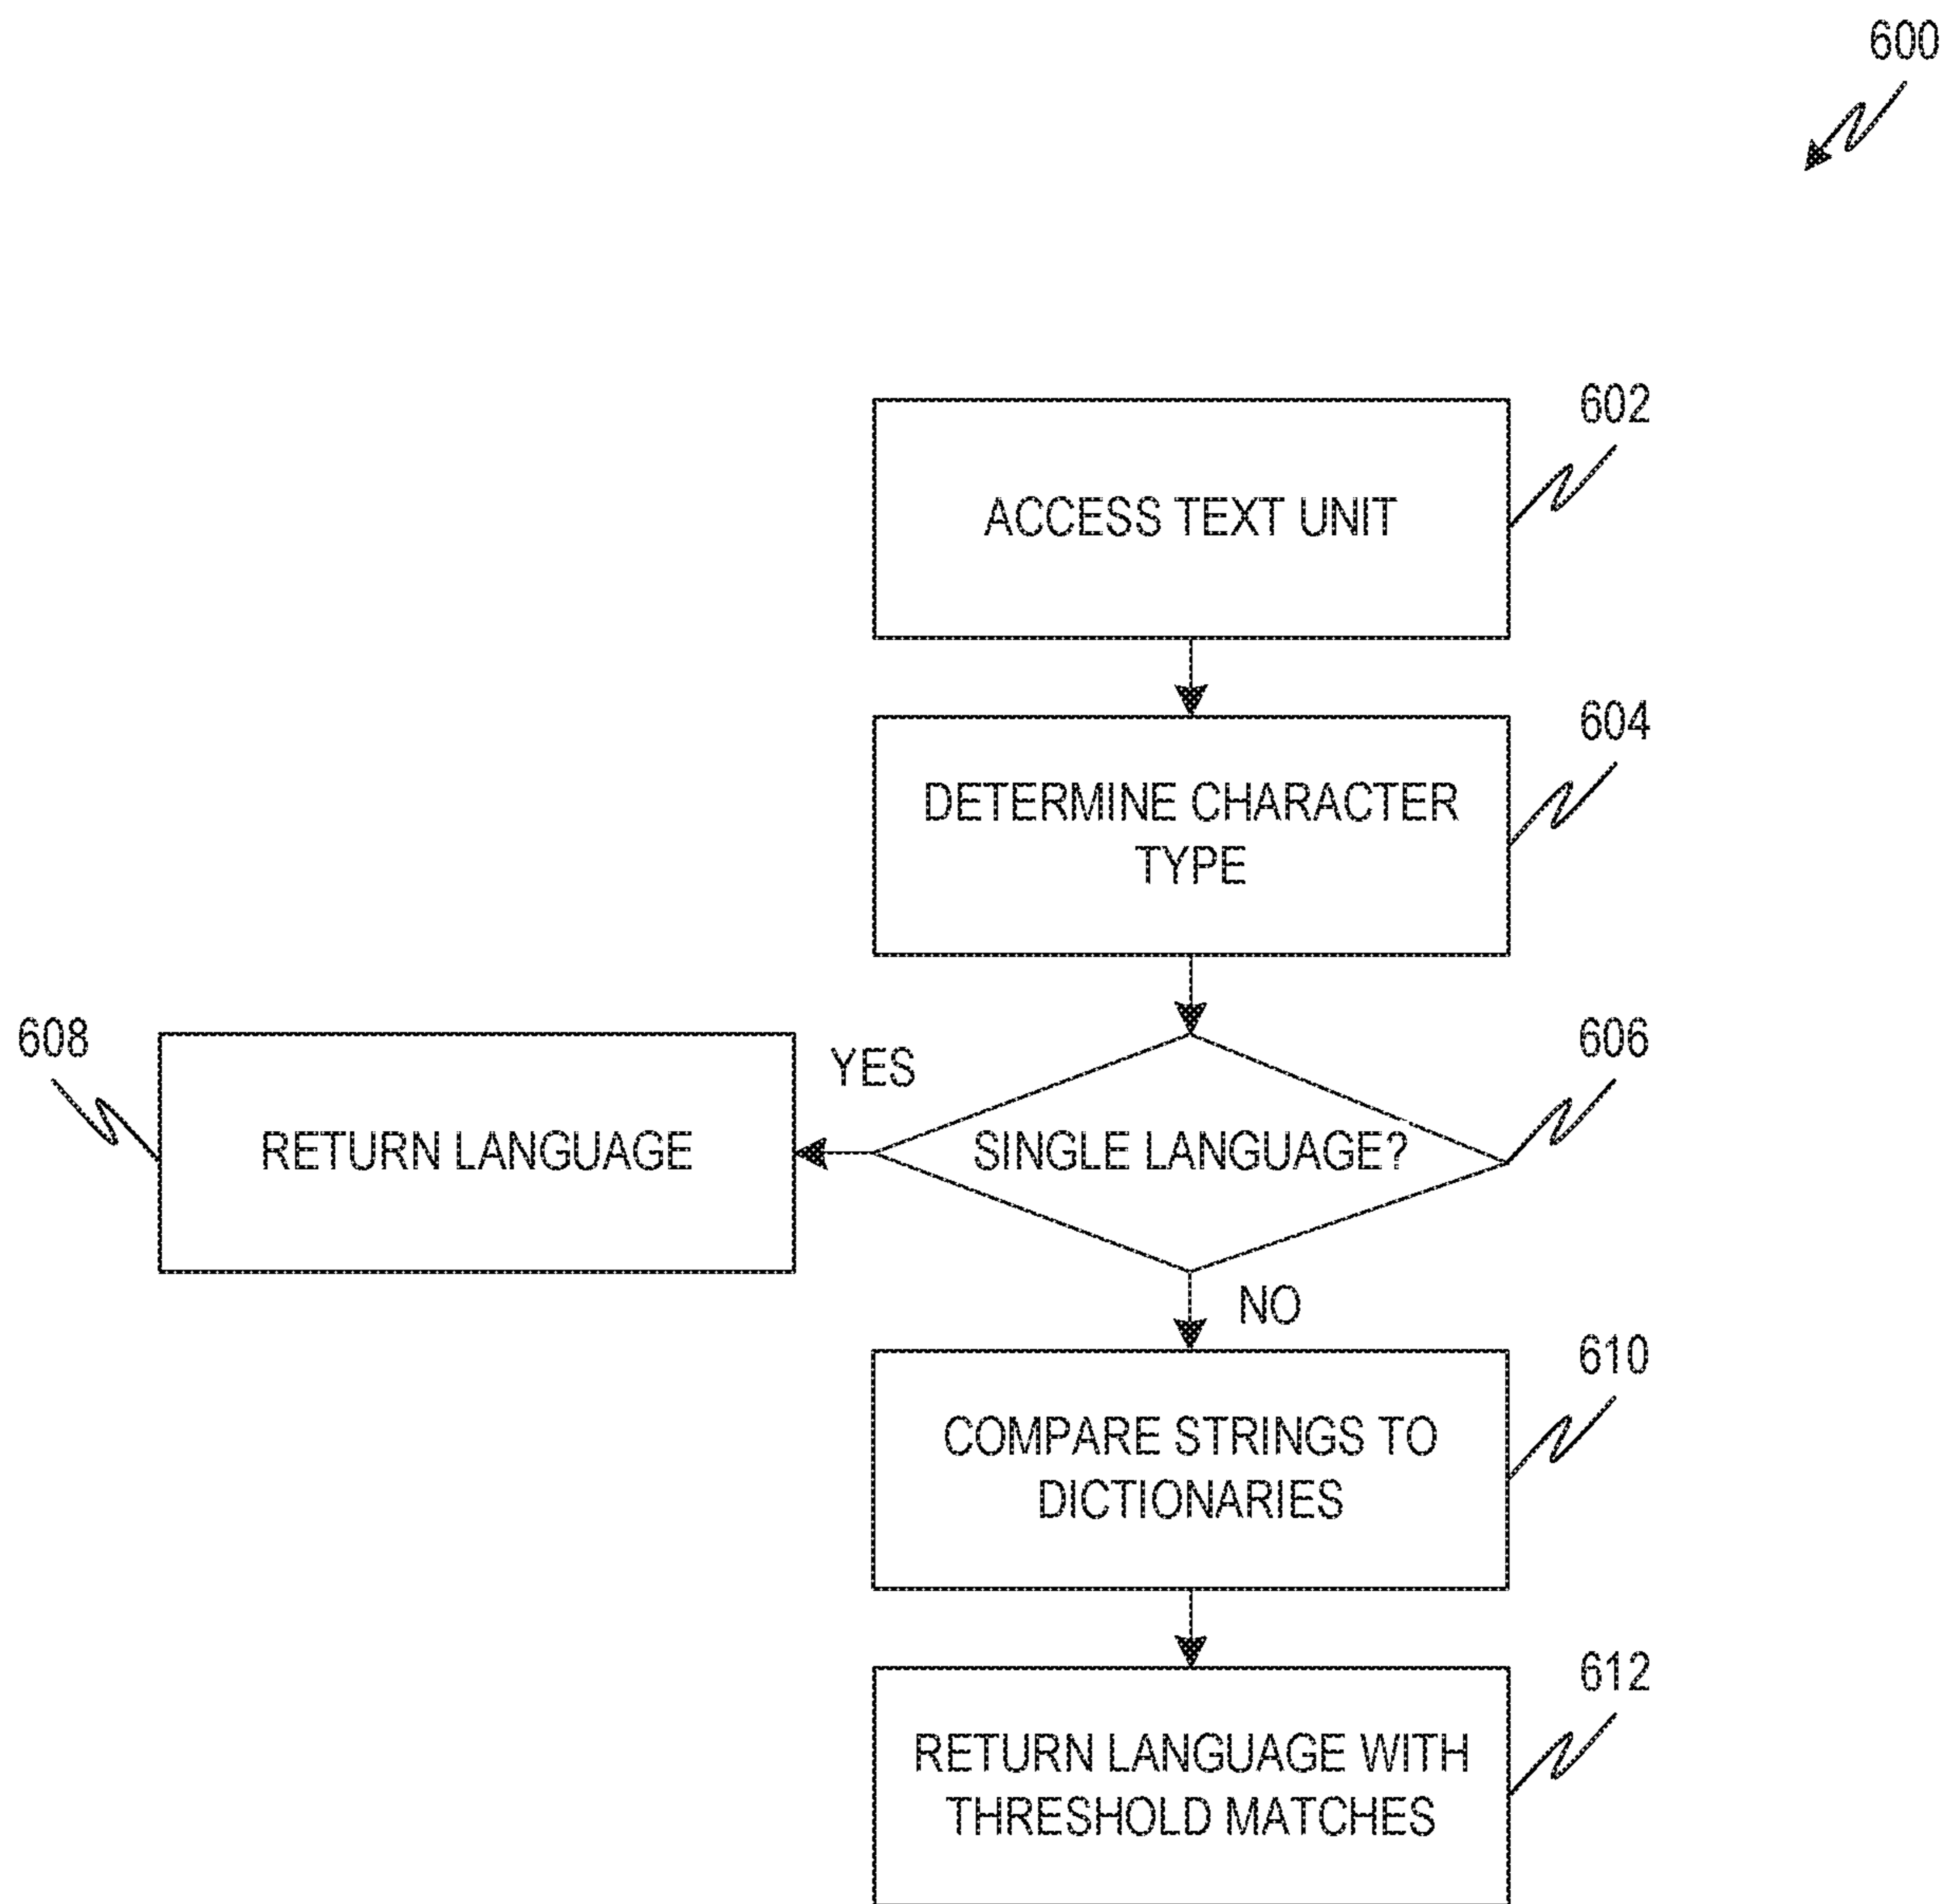 600
602
ACCESS TEXT UNIT
604
DETERMINE CHARACTER
TYPE
608
606
YES
RETURN LANGUAGE
SINGLE LANGUAGE?
NO
610
COMPARE STRINGS TO
DICTIONARIES
612
RETURN LANGUAGE WITH
THRESHOLD MATCHES